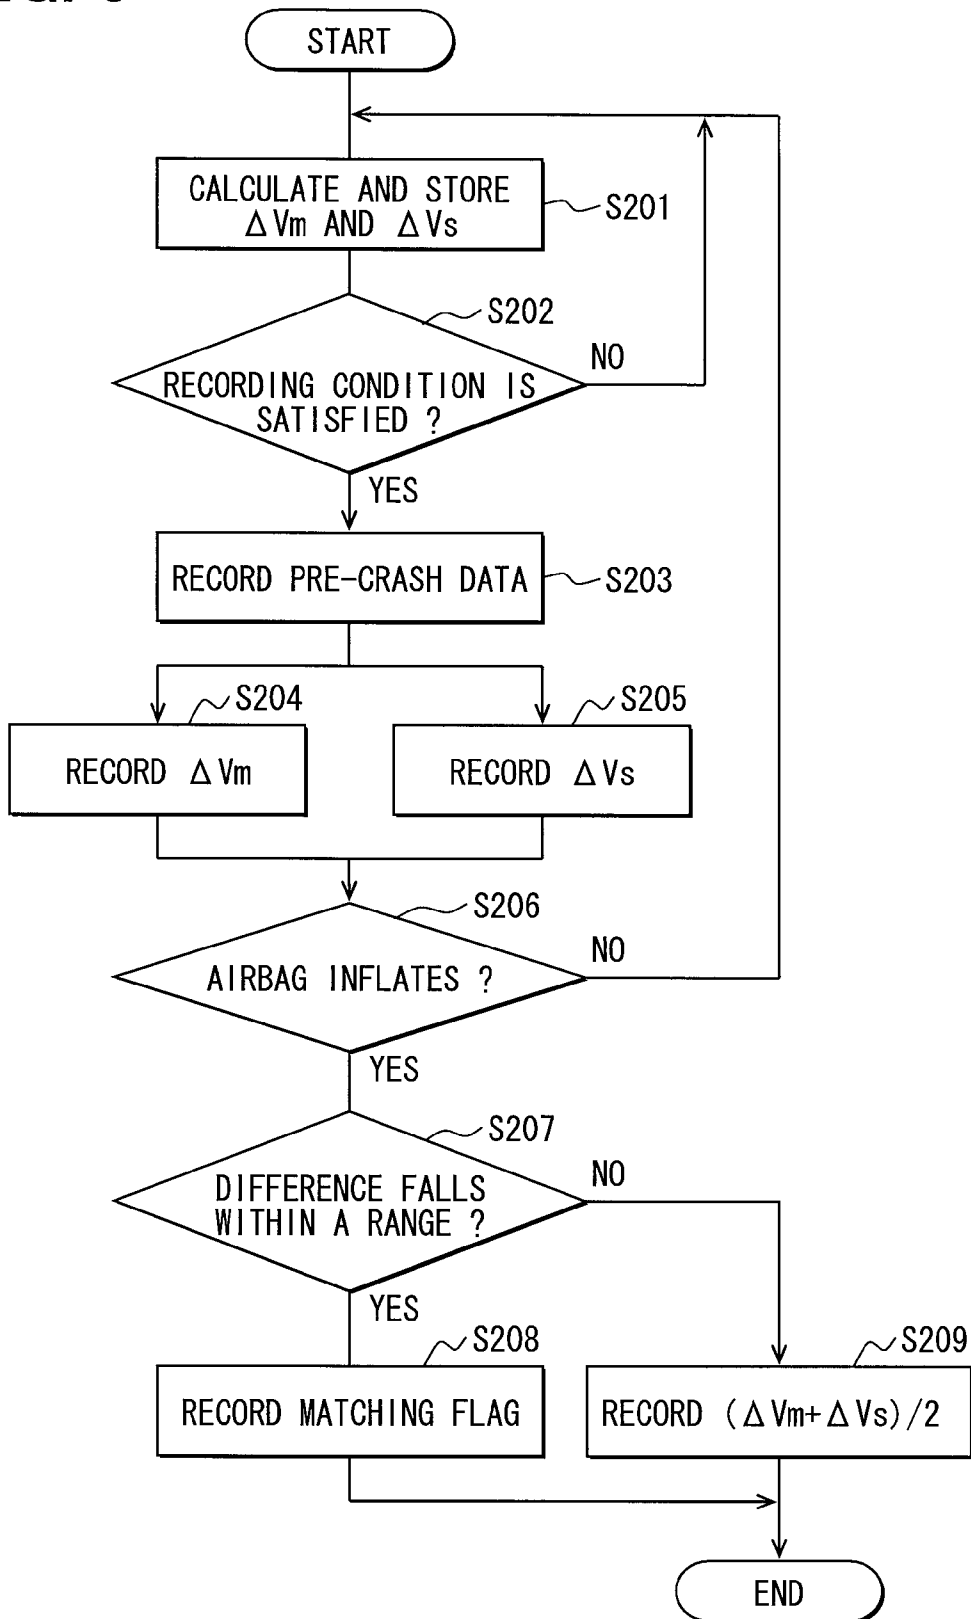 START
CALCULATE AND STORE
ΔVm AND ΔVs
S201
S202
NO
RECORDING CONDITION IS
SATISFIED ?
YES
RECORD PRE-CRASH DATA
S203
S204
S205
RECORD ΔVm
RECORD ΔVs
S206
NO
AIRBAG INFLATES ?
YES
S207
NO
DIFFERENCE FALLS
WITHIN A RANGE ?
YES
S208
S209
RECORD MATCHING FLAG
RECORD (ΔVm+ΔVs)/2
END